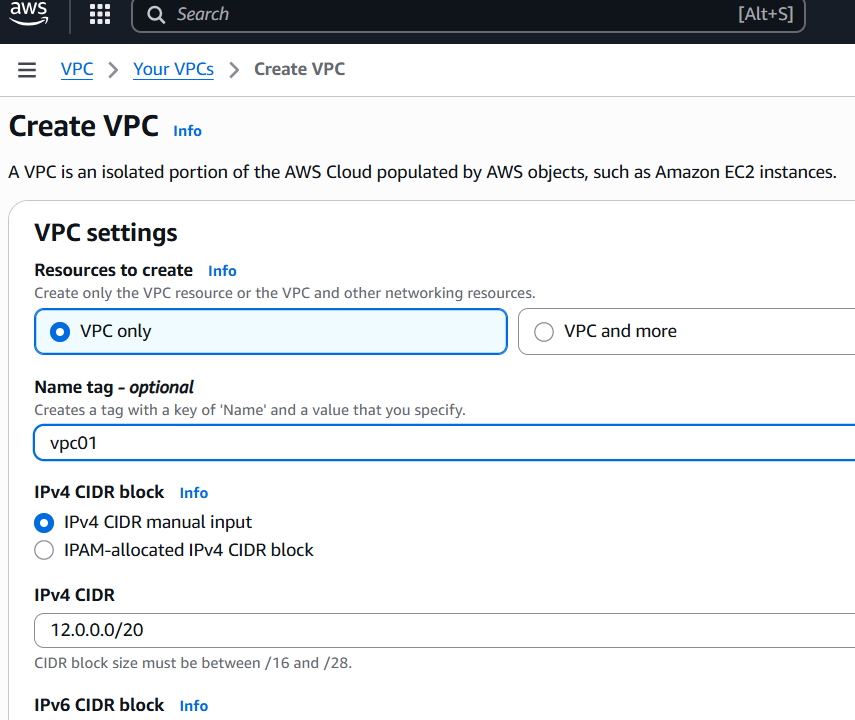 aws
Search [Alt+S]
VPC Your VPCs Create VPC
Create VPC Info
A VPC is an isolated portion of the AWS Cloud populated by AWS objects, such as Amazon EC2 instances.
VPC settings
Resources to create Info
Create only the VPC resource or the VPC and other networking resources.
VPC only VPC and more
Name tag - optional
Creates a tag with a key of 'Name' and a value that you specify.
vpc01
IPv4 CIDR block Info
IPv4 CIDR manual input
IPAM-allocated IPv4 CIDR block
IPv4 CIDR
12.0.0.0/20
CIDR block size must be between /16 and /28.
IPv6 CIDR block Info